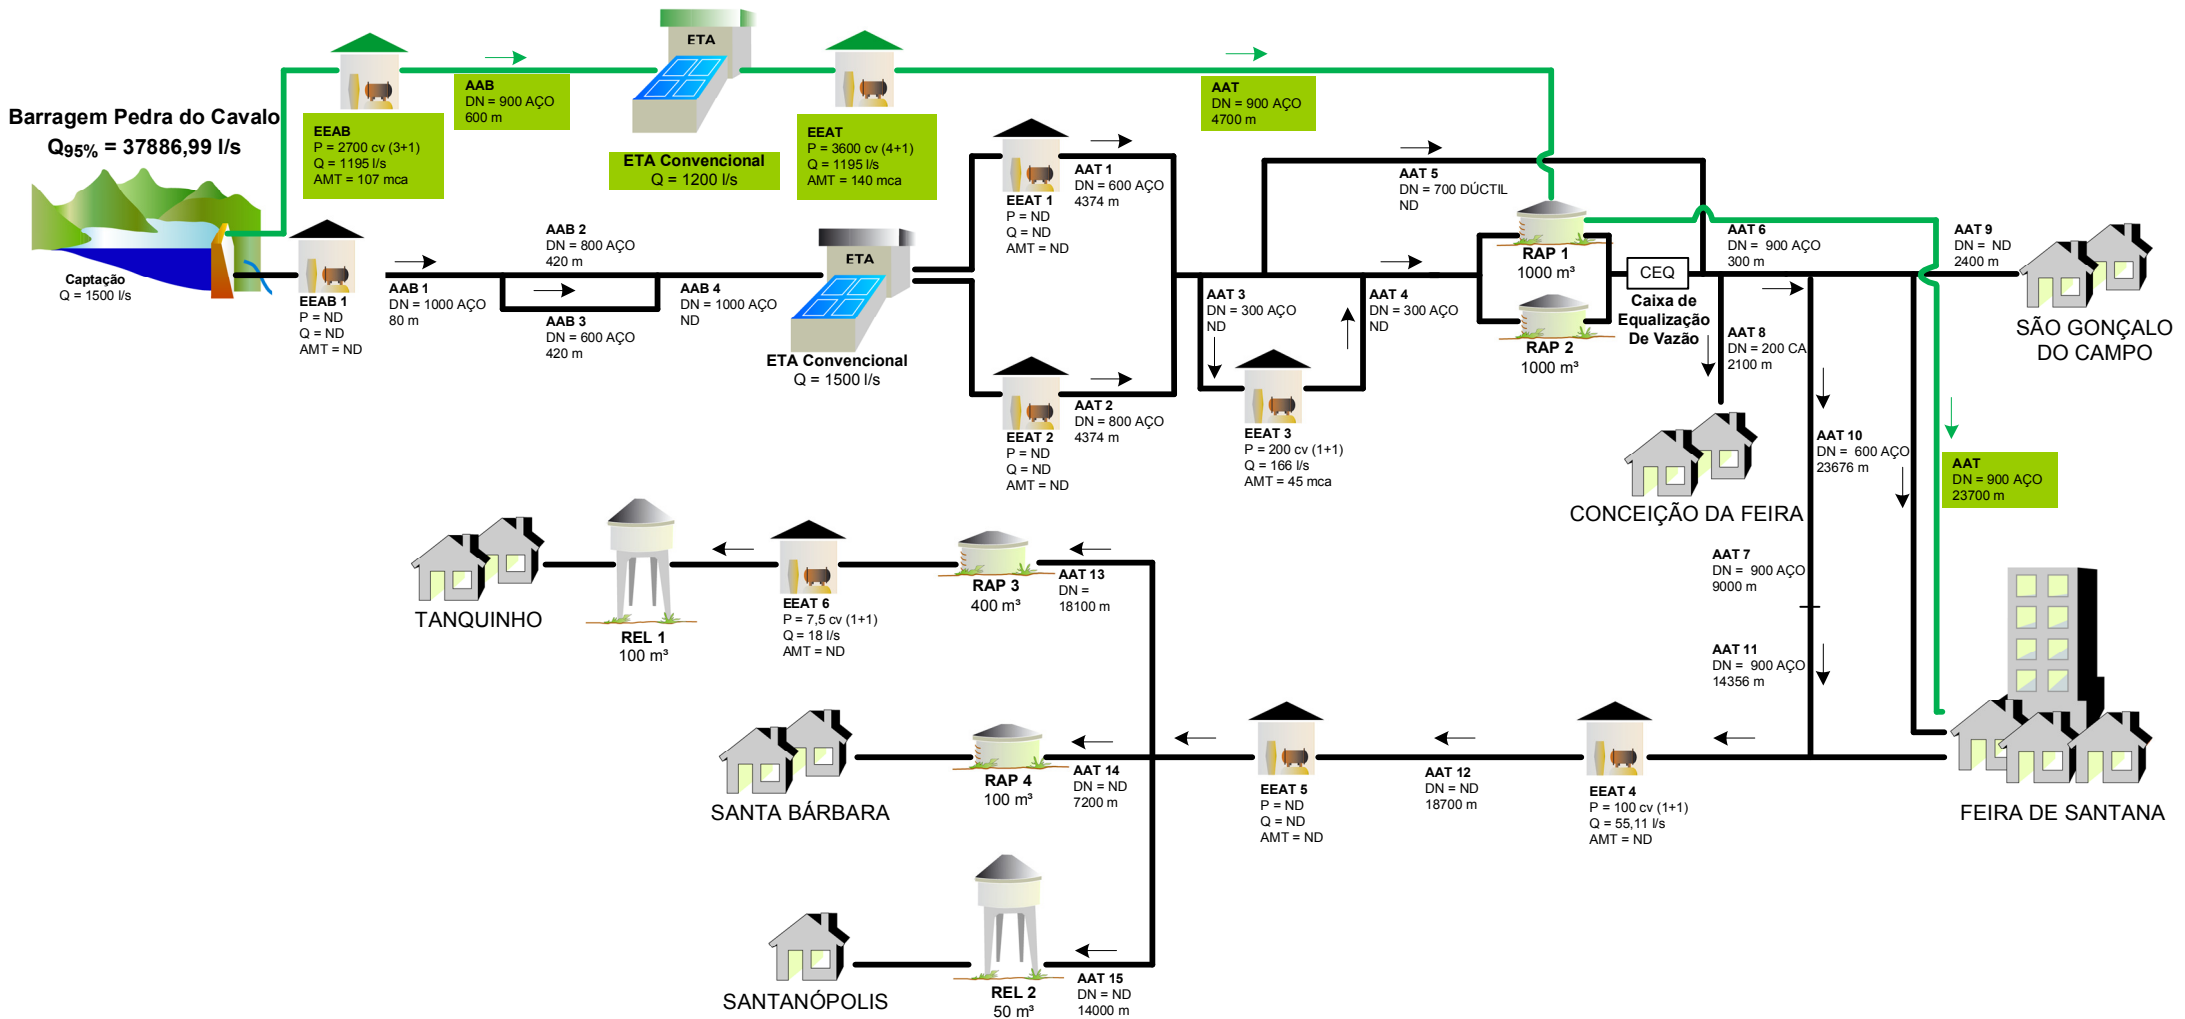 Barragem Pedra do Cavalo
Q95% = 37886,99 l/s
Captação
Q = 1500 l/s
EEAB
P = 2700 cv (3+1)
Q = 1195 l/s
AMT = 107 mca
AAB
DN = 900 AÇO
600 m
ETA
ETA Convencional
Q = 1200 l/s
EEAT
P = 3600 cv (4+1)
Q = 1195 l/s
AMT = 140 mca
AAT
DN = 900 AÇO
4700 m
EEAB 1
P = ND
Q = ND
AMT = ND
AAB 1
DN = 1000 AÇO
80 m
AAB 2
DN = 800 AÇO
420 m
AAB 3
DN = 600 AÇO
420 m
AAB 4
DN = 1000 AÇO
ND
ETA
ETA Convencional
Q = 1500 l/s
EEAT 1
P = ND
Q = ND
AMT = ND
AAT 1
DN = 600 AÇO
4374 m
EEAT 2
P = ND
Q = ND
AMT = ND
AAT 2
DN = 800 AÇO
4374 m
AAT 3
DN = 300 AÇO
ND
EEAT 3
P = 200 cv (1+1)
Q = 166 l/s
AMT = 45 mca
AAT 4
DN = 300 AÇO
ND
AAT 5
DN = 700 DÚCTIL
ND
RAP 1
1000 m³
RAP 2
1000 m³
CEQ
Caixa de
Equalização
De Vazão
AAT 6
DN =  900 AÇO
300 m
AAT 9
DN =  ND
2400 m
SÃO GONÇALO
DO CAMPO
AAT 8
DN = 200 CA
2100 m
CONCEIÇÃO DA FEIRA
AAT 10
DN =  600 AÇO
23676 m
AAT
DN = 900 AÇO
23700 m
AAT 7
DN =  900 AÇO
9000 m
AAT 11
DN =  900 AÇO
14356 m
FEIRA DE SANTANA
EEAT 4
P = 100 cv (1+1)
Q = 55,11 l/s
AMT = ND
AAT 12
DN = ND
18700 m
EEAT 5
P = ND
Q = ND
AMT = ND
AAT 13
DN =
18100 m
RAP 3
400 m³
EEAT 6
P = 7,5 cv (1+1)
Q = 18 l/s
AMT = ND
REL 1
100 m³
TANQUINHO
AAT 14
DN = ND
7200 m
RAP 4
100 m³
SANTA BÁRBARA
AAT 15
DN = ND
14000 m
REL 2
50 m³
SANTANÓPOLIS